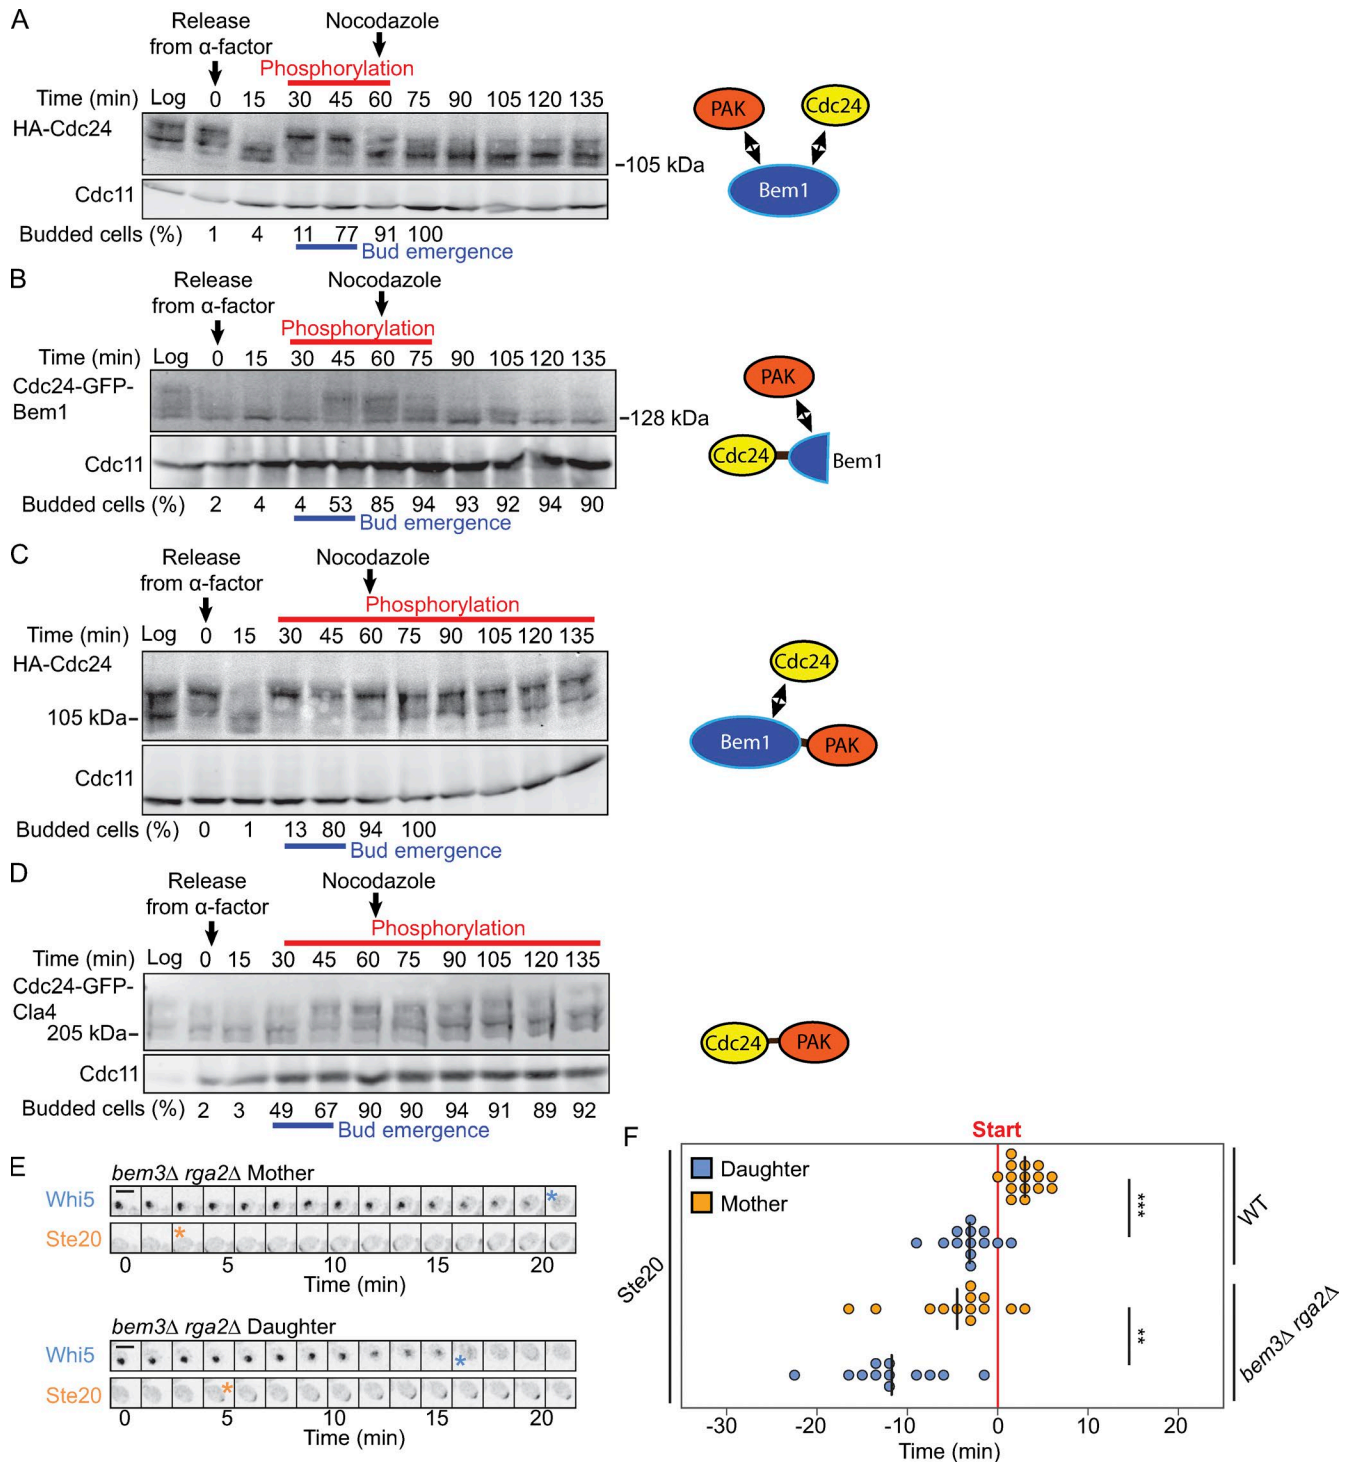 A
Release
from α-factor
Nocodazole
Phosphorylation
Time (min) Log 0 15 30 45 60 75 90 105 120 135
HA-Cdc24
–105 kDa
Cdc11
Budded cells (%) 1 4 11 77 91 100
Bud emergence
PAK
Cdc24
Bem1
B
Release
from α-factor
Nocodazole
Phosphorylation
Time (min) Log 0 15 30 45 60 75 90 105 120 135
Cdc24-GFP-
Bem1
–128 kDa
Cdc11
Budded cells (%) 2 4 4 53 85 94 93 92 94 90
Bud emergence
PAK
Cdc24
Bem1
C
Release
from α-factor
Nocodazole
Phosphorylation
Time (min) Log 0 15 30 45 60 75 90 105 120 135
HA-Cdc24
105 kDa–
Cdc11
Budded cells (%) 0 1 13 80 94 100
Bud emergence
Cdc24
Bem1
PAK
D
Release
from α-factor
Nocodazole
Phosphorylation
Time (min) Log 0 15 30 45 60 75 90 105 120 135
Cdc24-GFP-
Cla4
205 kDa–
Cdc11
Budded cells (%) 2 3 49 67 90 90 94 91 89 92
Bud emergence
Cdc24
PAK
E
bem3Δ rga2Δ Mother
Whi5
*
Ste20
*
0 5 10 15 20
Time (min)
bem3Δ rga2Δ Daughter
Whi5
*
Ste20
*
0 5 10 15 20
Time (min)
F
Start
Daughter
Mother
Ste20
***
WT
**
bem3Δ rga2Δ
-30 -20 -10 0 10 20
Time (min)